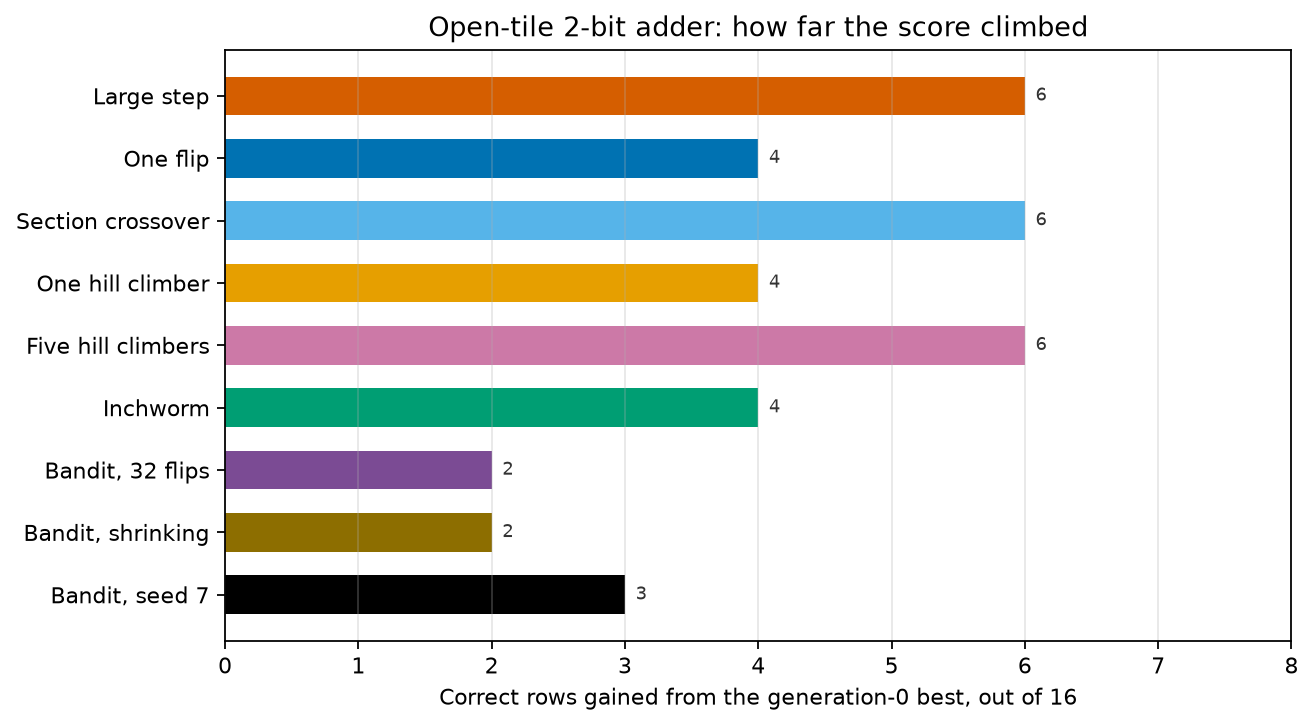 Open-tile 2-bit adder: how far the score climbed
Large step 6
One flip 4
Section crossover 6
One hill climber 4
Five hill climbers 6
Inchworm 4
Bandit, 32 flips 2
Bandit, shrinking 2
Bandit, seed 7 3
0 1 2 3 4 5 6 7 8
Correct rows gained from the generation-0 best, out of 16